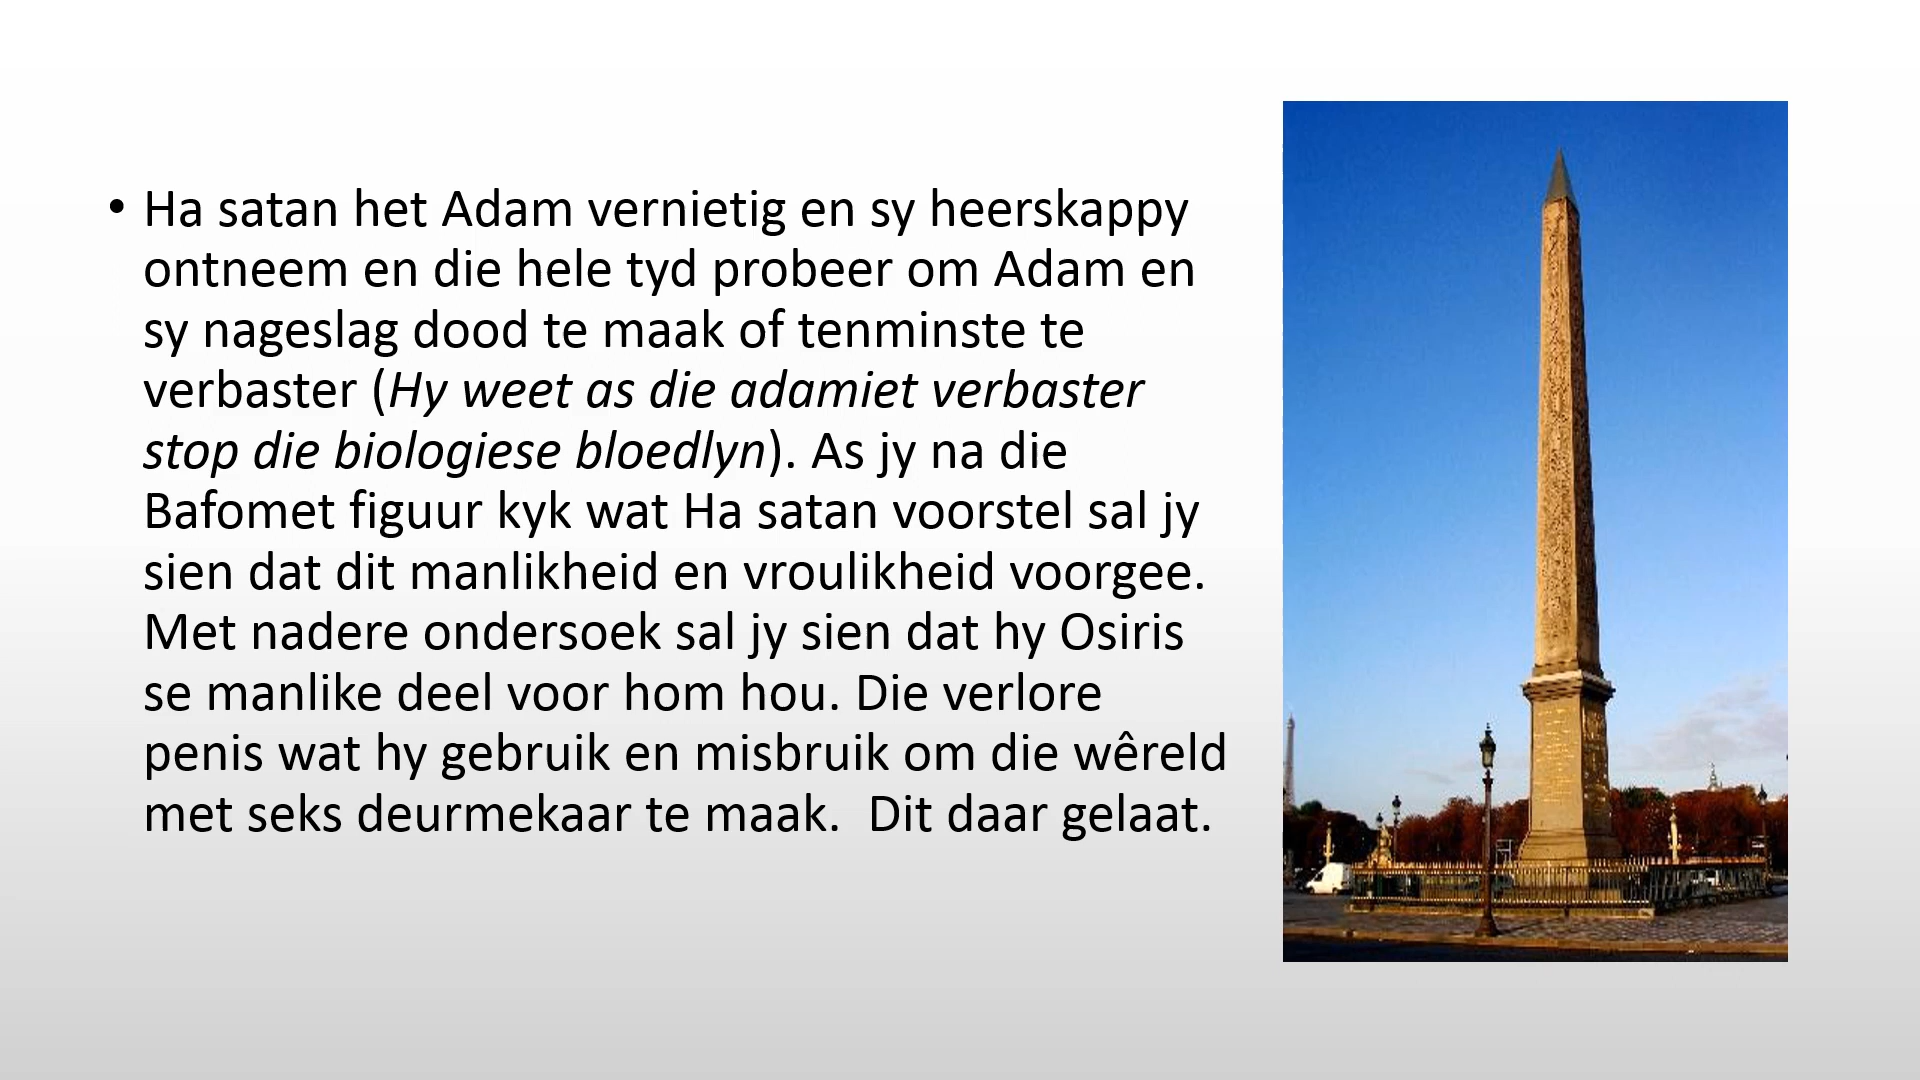 • Ha satan het Adam vernietig en sy heerskappy
ontneem en die hele tyd probeer om Adam en
sy nageslag dood te maak of tenminste te
verbaster (Hy weet as die adamiet verbaster
stop die biologiese bloedlyn). As jy na die
Bafomet figuur kyk wat Ha satan voorstel sal jy
sien dat dit manlikheid en vroulikheid voorgee.
Met nadere ondersoek sal jy sien dat hy Osiris
se manlike deel voor hom hou. Die verlore
penis wat hy gebruik en misbruik om die wêreld
met seks deurmekaar te maak.  Dit daar gelaat.